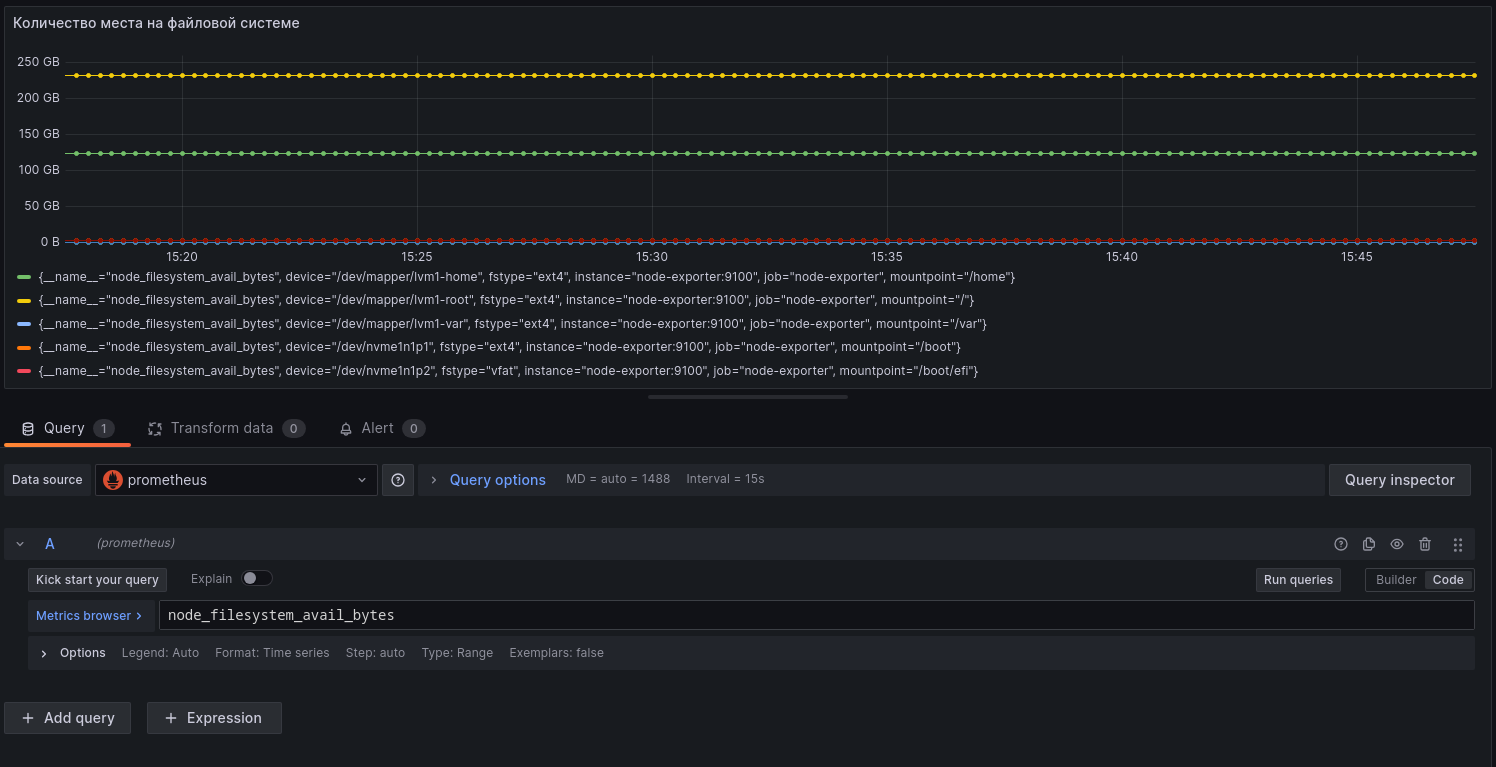 Количество места на файловой системе
250 GB
200 GB
150 GB
100 GB
50 GB
0 B
15:20 15:25 15:30 15:35 15:40 15:45
{__name__="node_filesystem_avail_bytes", device="/dev/mapper/lvm1-home", fstype="ext4", instance="node-exporter:9100", job="node-exporter", mountpoint="/home"}
{__name__="node_filesystem_avail_bytes", device="/dev/mapper/lvm1-root", fstype="ext4", instance="node-exporter:9100", job="node-exporter", mountpoint="/"}
{__name__="node_filesystem_avail_bytes", device="/dev/mapper/lvm1-var", fstype="ext4", instance="node-exporter:9100", job="node-exporter", mountpoint="/var"}
{__name__="node_filesystem_avail_bytes", device="/dev/nvme1n1p1", fstype="ext4", instance="node-exporter:9100", job="node-exporter", mountpoint="/boot"}
{__name__="node_filesystem_avail_bytes", device="/dev/nvme1n1p2", fstype="vfat", instance="node-exporter:9100", job="node-exporter", mountpoint="/boot/efi"}
Query 1 Transform data 0 Alert 0
Data source prometheus Query options MD = auto = 1488 Interval = 15s Query inspector
A (prometheus)
Kick start your query Explain Run queries Builder Code
Metrics browser > node_filesystem_avail_bytes
Options Legend: Auto Format: Time series Step: auto Type: Range Exemplars: false
+ Add query + Expression